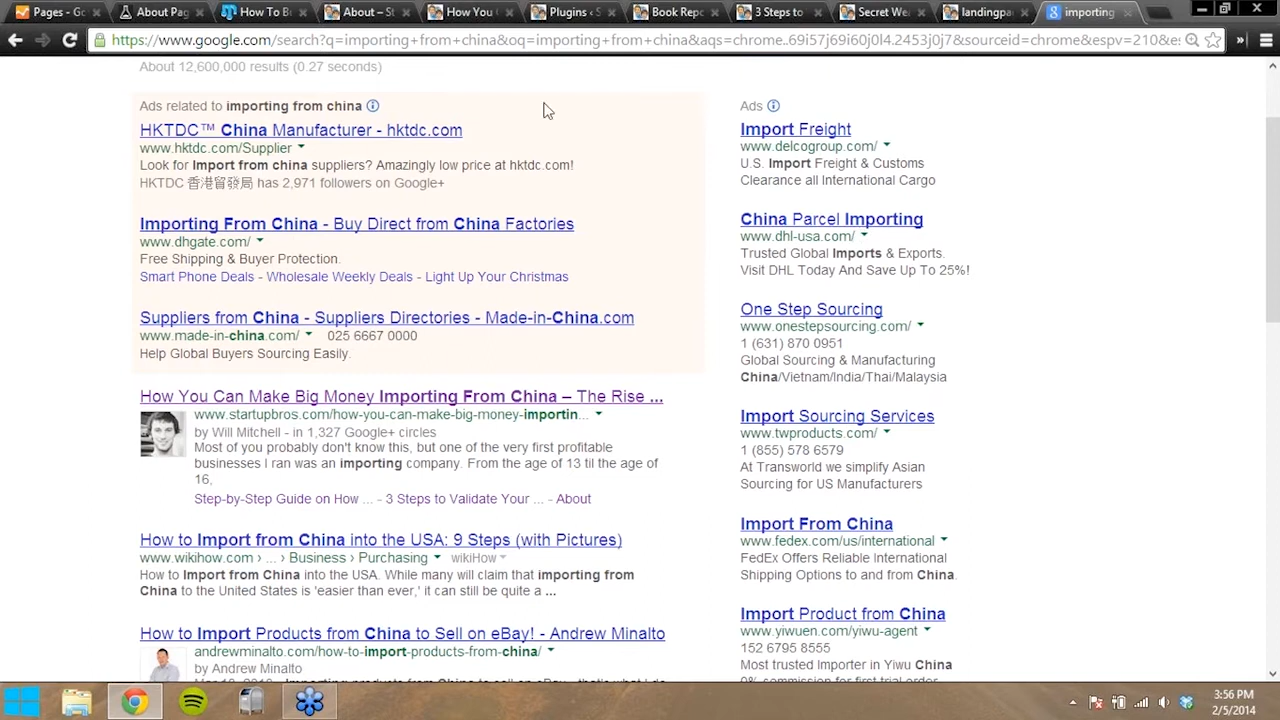 Pages - Go
About Pag
How To B
About – St
How You C
Plugins ‹ S
Book Repo
3 Steps to
Secret We
landingpa
importing
https://www.google.com/search?q=importing+from+china&oq=importing+from+china&aqs=chrome..69i57j69i60j0l4.2453j0j7&sourceid=chrome&espv=210&es
About 12,600,000 results (0.27 seconds)
Ads related to importing from china
HKTDC™ China Manufacturer - hktdc.com
www.hktdc.com/Supplier
Look for Import from china suppliers? Amazingly low price at hktdc.com!
HKTDC 香港貿發局 has 2,971 followers on Google+
Importing From China - Buy Direct from China Factories
www.dhgate.com/
Free Shipping & Buyer Protection.
Smart Phone Deals - Wholesale Weekly Deals - Light Up Your Christmas
Suppliers from China - Suppliers Directories - Made-in-China.com
www.made-in-china.com/ 025 6667 0000
Help Global Buyers Sourcing Easily.
How You Can Make Big Money Importing From China – The Rise ...
www.startupbros.com/how-you-can-make-big-money-importin...
by Will Mitchell - in 1,327 Google+ circles
Most of you probably don't know this, but one of the very first profitable
businesses I ran was an importing company. From the age of 13 til the age of
16,
Step-by-Step Guide on How ... - 3 Steps to Validate Your ... - About
How to Import from China into the USA: 9 Steps (with Pictures)
www.wikihow.com › ... › Business › Purchasing wikiHow
How to Import from China into the USA. While many will claim that importing from
China to the United States is 'easier than ever,' it can still be quite a ...
How to Import Products from China to Sell on eBay! - Andrew Minalto
andrewminalto.com/how-to-import-products-from-china/
by Andrew Minalto
Ads
Import Freight
www.delcogroup.com/
U.S. Import Freight & Customs
Clearance all International Cargo
China Parcel Importing
www.dhl-usa.com/
Trusted Global Imports & Exports.
Visit DHL Today And Save Up To 25%!
One Step Sourcing
www.onestepsourcing.com/
1 (631) 870 0951
Global Sourcing & Manufacturing
China/Vietnam/India/Thai/Malaysia
Import Sourcing Services
www.twproducts.com/
1 (855) 578 6579
At Transworld we simplify Asian
Sourcing for US Manufacturers
Import From China
www.fedex.com/us/international
FedEx Offers Reliable International
Shipping Options to and from China.
Import Product from China
www.yiwuen.com/yiwu-agent
152 6795 8555
Most trusted Importer in Yiwu China
0% commission for first trial order
3:56 PM
2/5/2014